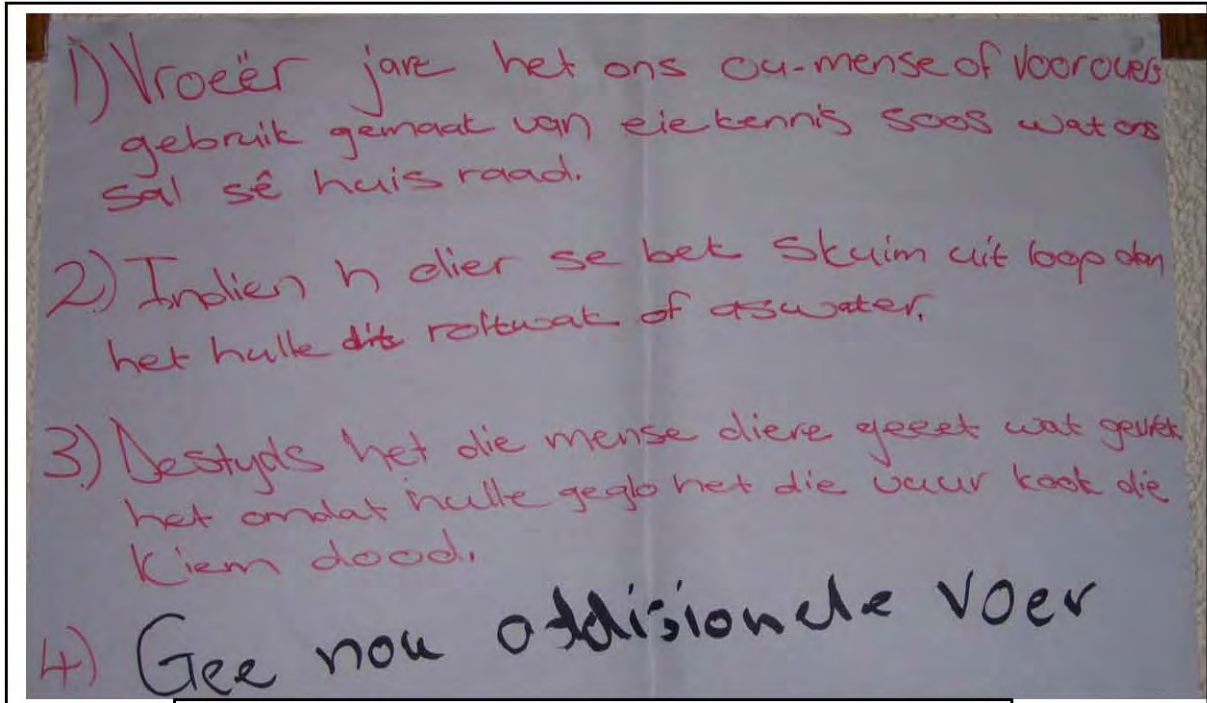 1) Vroeër jare het ons ou-mense of voorouers
gebruik gemaak van eie kennis soos wat ons
sal sê huis raad.
2.) Indien 'n dier se bek skuim uit loop dan
het hulle of aswater.
3.) Destyds het die mense diere geeet wat gevrek
het omdat hulle geglo het die vuur kook die
kiem dood.
4) Gee nou addisionele voer